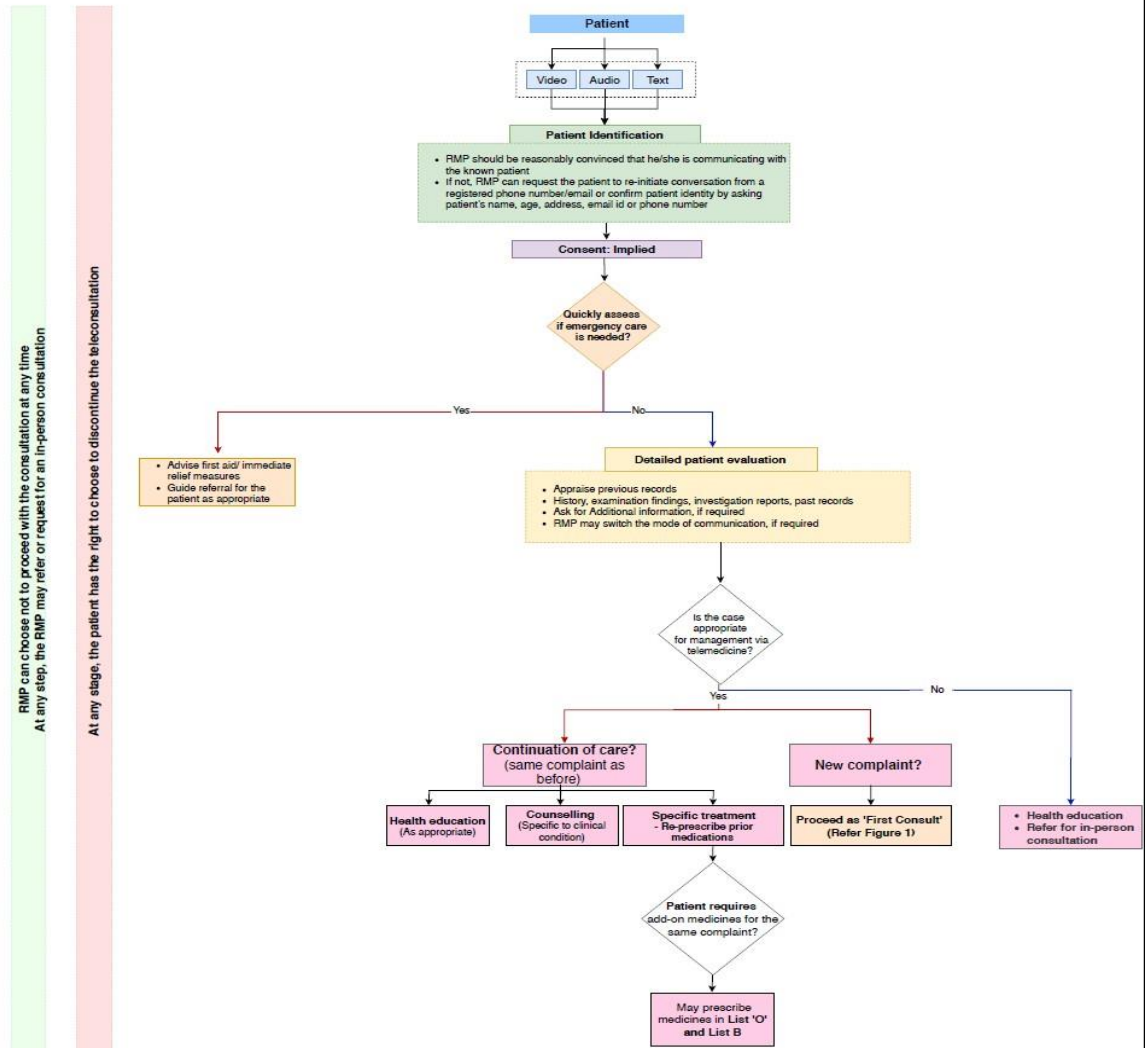 RMP can choose not to proceed with the consultation at any time
At any step, the RMP may refer or request for an in-person consultation
At any stage, the patient has the right to choose to discontinue the teleconsultation
Patient
Video
Audio
Text
Patient Identification
• RMP should be reasonably convinced that he/she is communicating with
the known patient
• If not, RMP can request the patient to re-initiate conversation from a
registered phone number/email or confirm patient identity by asking
patient's name, age, address, email id or phone number
Consent: Implied
Quickly assess
if emergency care
is needed?
Yes
No
• Advise first aid/ immediate
relief measures
• Guide referral for the
patient as appropriate
Detailed patient evaluation
• Appraise previous records
• History, examination findings, investigation reports, past records
• Ask for Additional information, if required
• RMP may switch the mode of communication, if required
Is the case
appropriate
for management via
telemedicine?
Yes
No
Continuation of care?
(same complaint as
before)
New complaint?
Health education
(As appropriate)
Counselling
(Specific to clinical
condition)
Specific treatment
- Re-prescribe prior
medications
Proceed as 'First Consult'
(Refer Figure 1)
• Health education
• Refer for in-person
consultation
Patient requires
add-on medicines for the
same complaint?
May prescribe
medicines in List 'O'
and List B